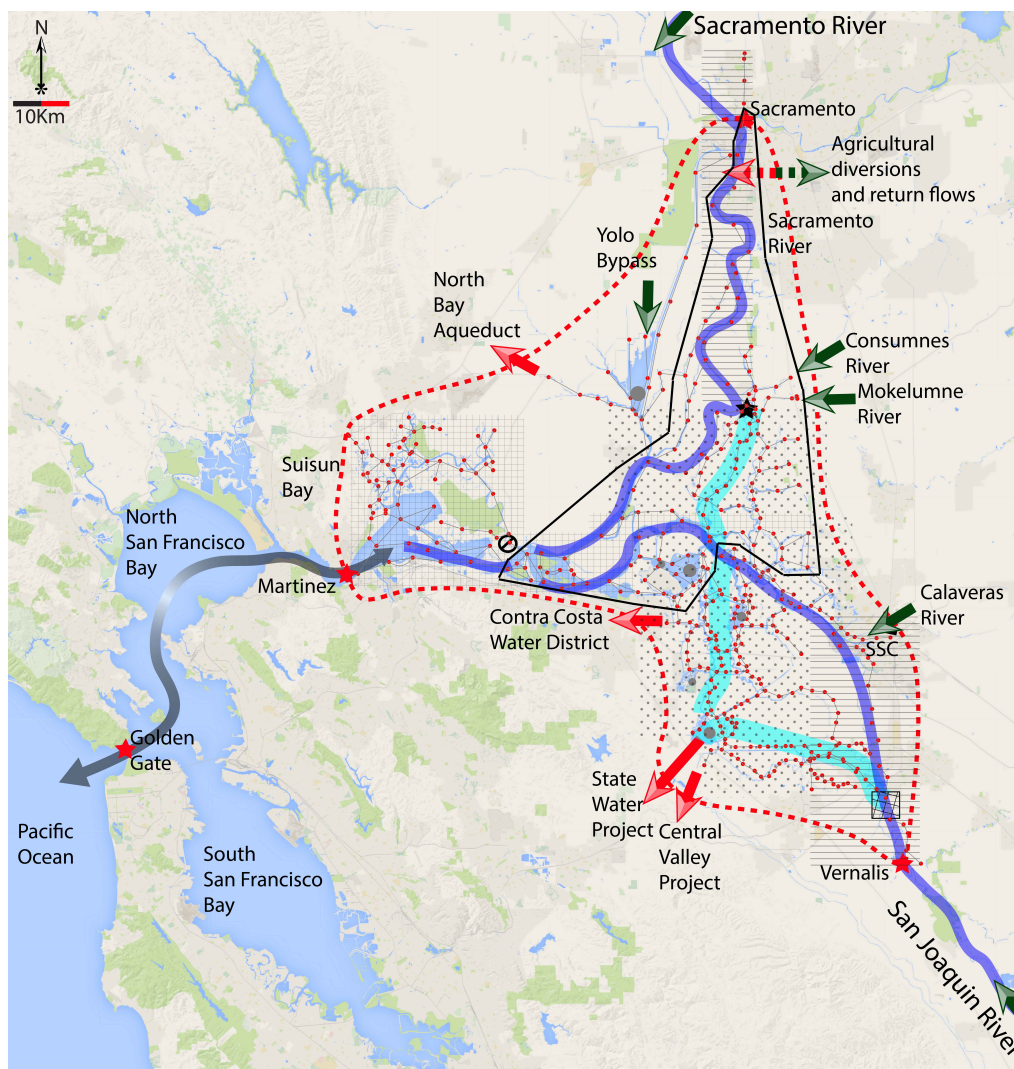 N
10Km
Sacramento River
Sacramento
Agricultural
diversions
and return flows
Sacramento
River
Yolo
Bypass
North
Bay
Aqueduct
Consumnes
River
Mokelumne
River
Suisun
Bay
North
San Francisco
Bay
Martinez
Contra Costa
Water District
Calaveras
River
SSC
Golden
Gate
State
Water
Project
Central
Valley
Project
Pacific
Ocean
South
San Francisco
Bay
Vernalis
San Joaquin River